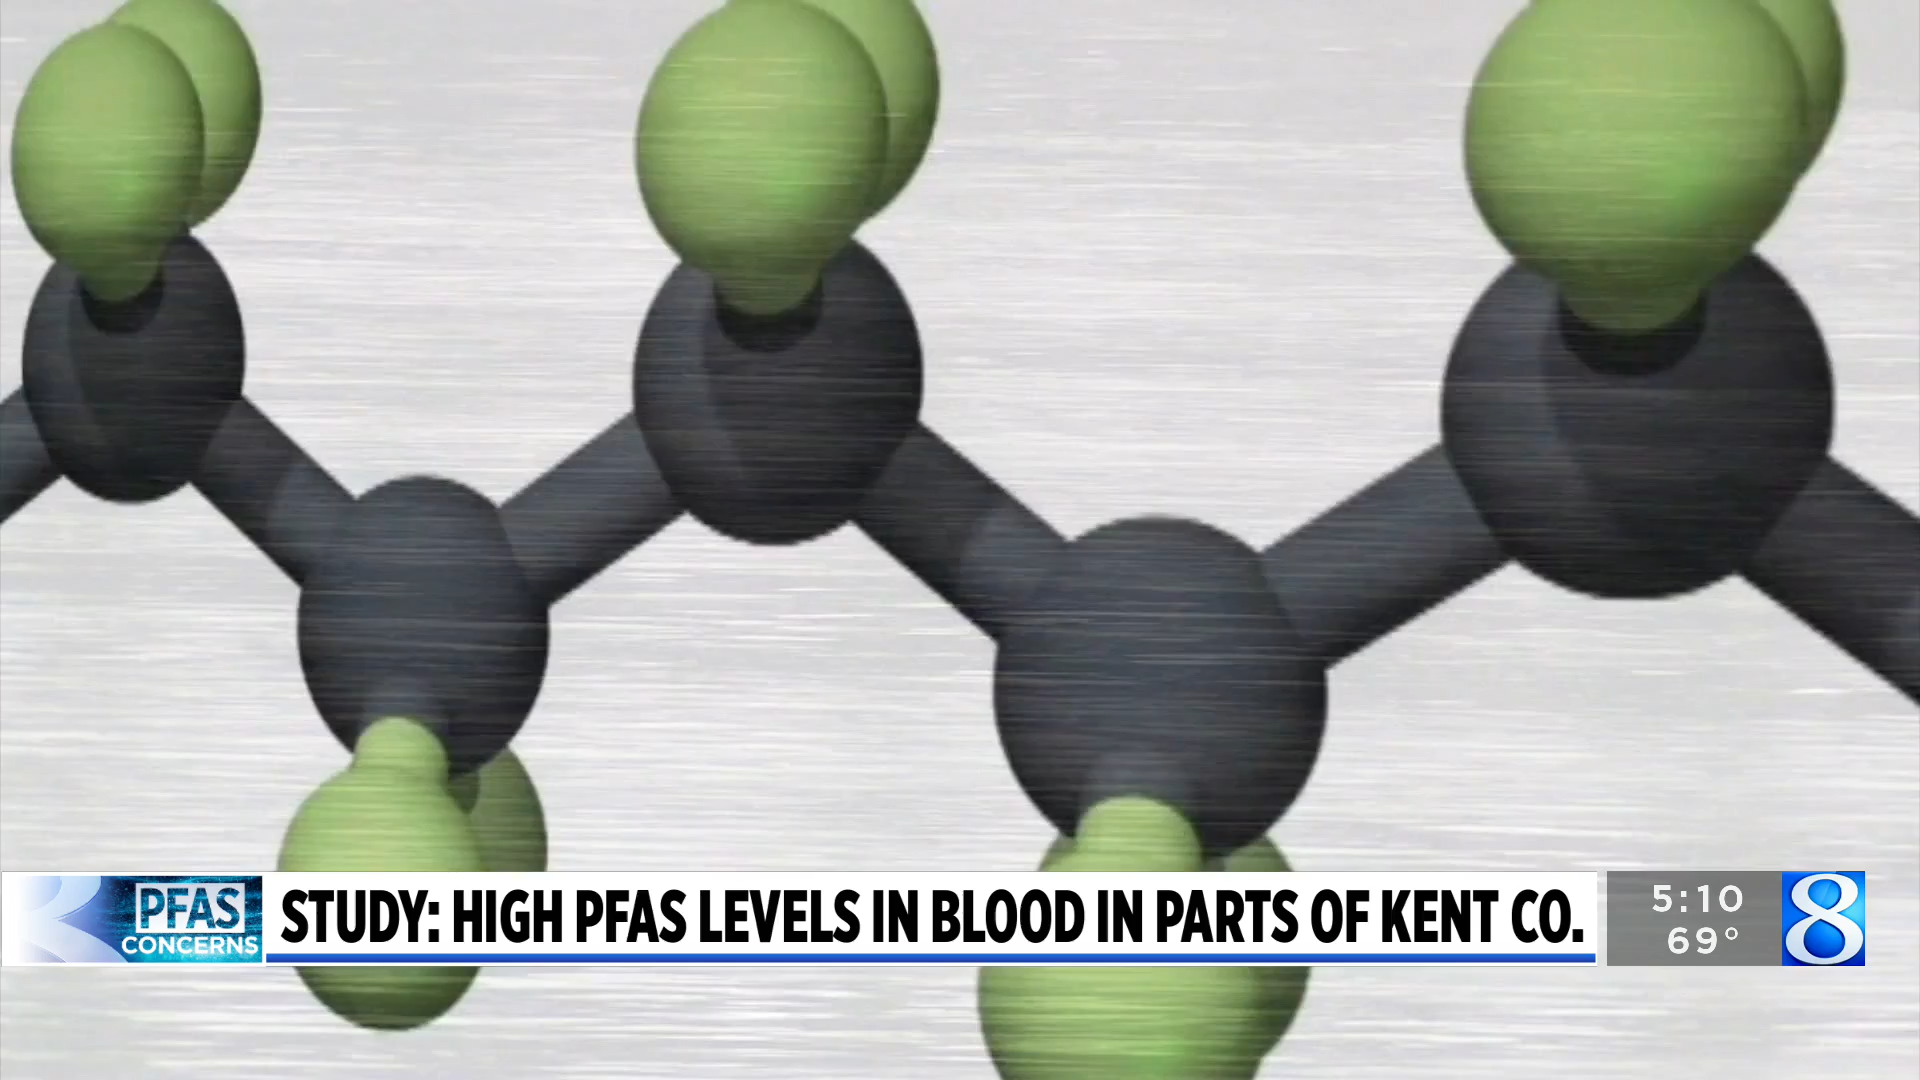 PFAS
CONCERNS
STUDY: HIGH PFAS LEVELS IN BLOOD IN PARTS OF KENT CO.
5:10
69°
8